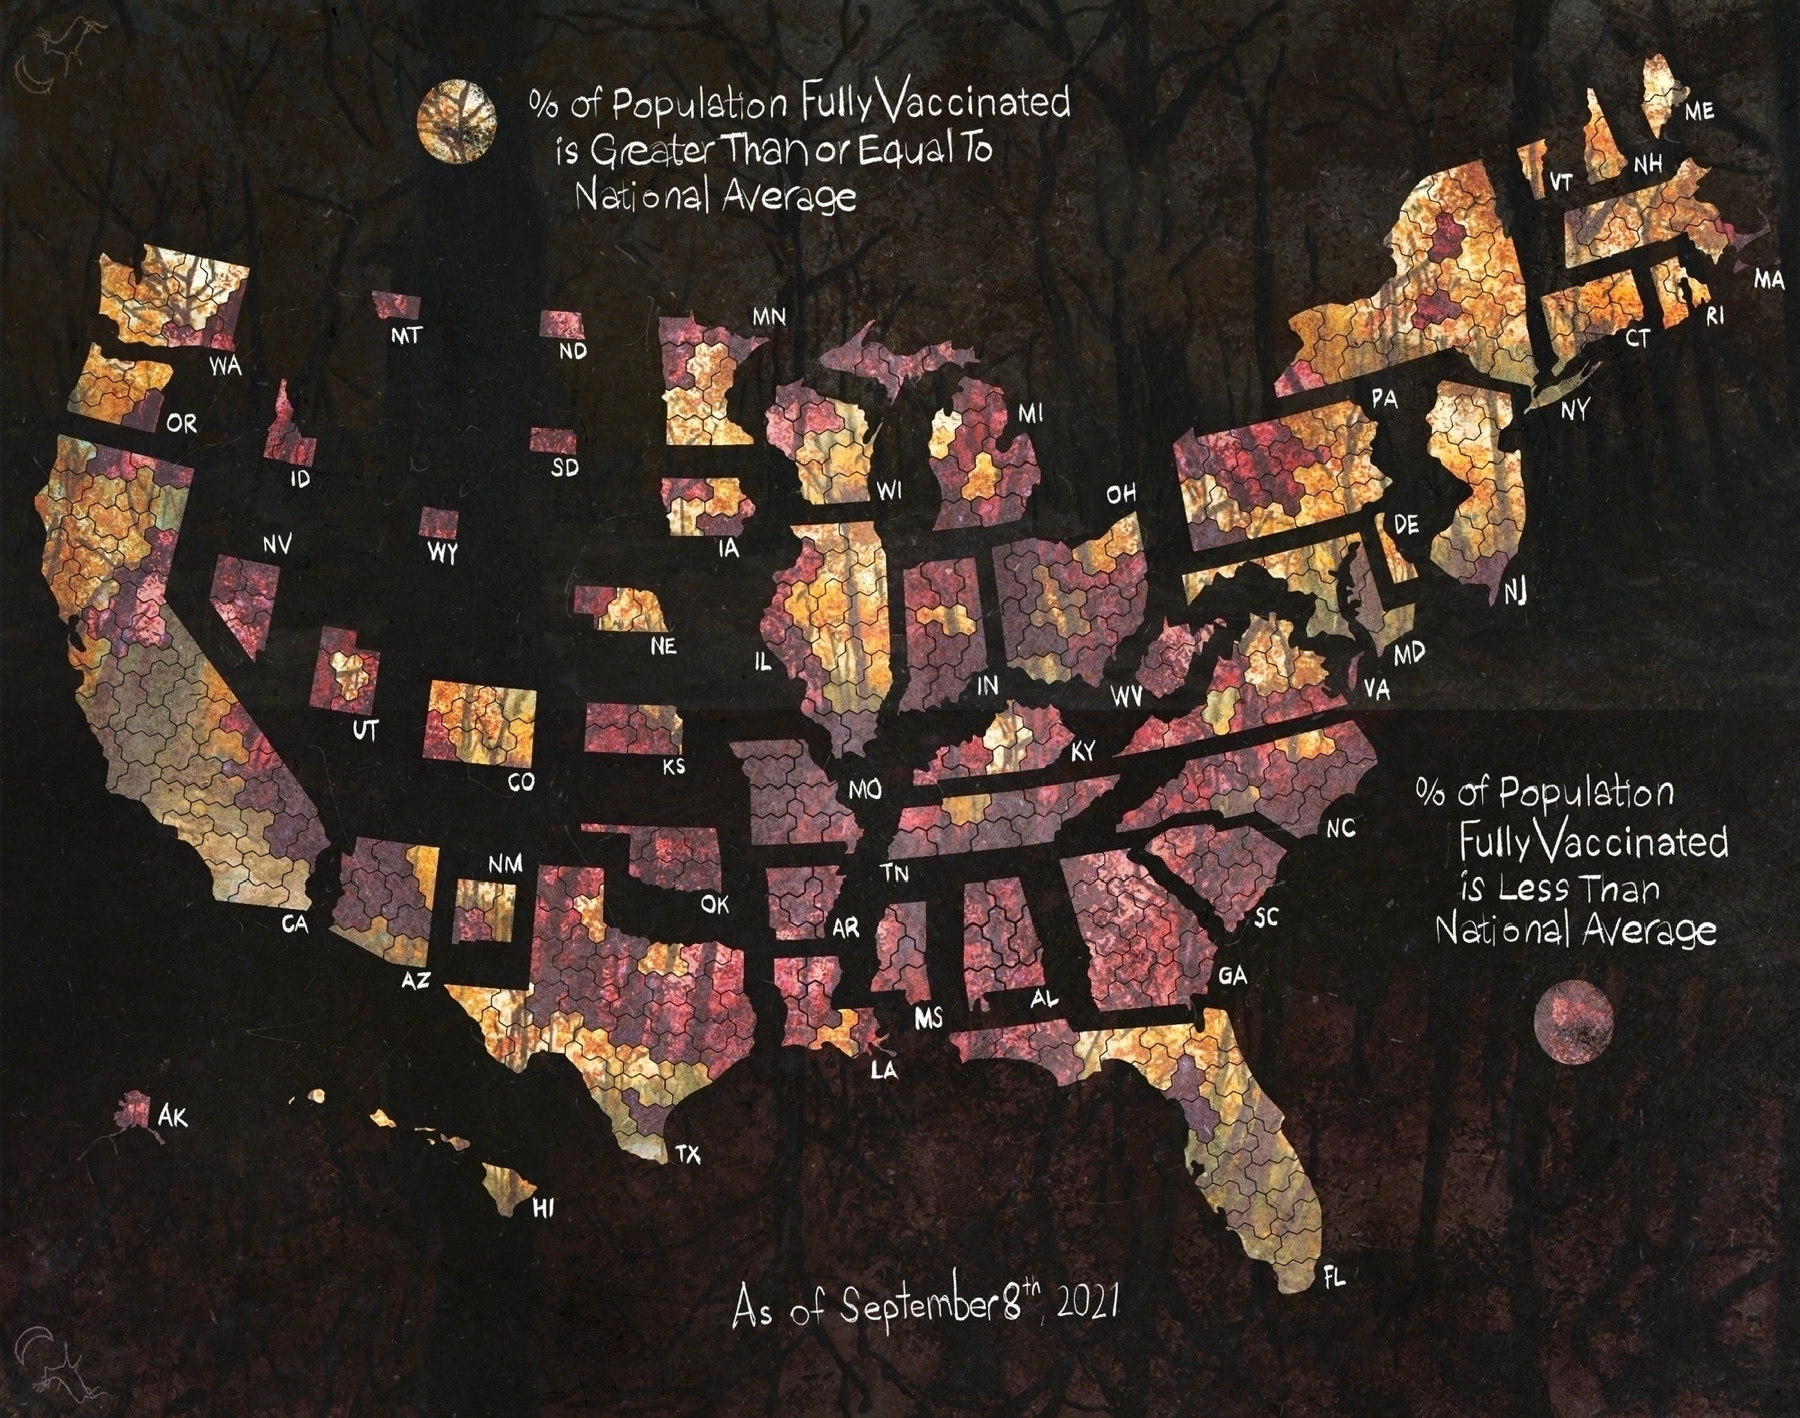 % of Population Fully Vaccinated
is Greater Than or Equal To
National Average
ME
NH
VT
MA
RI
CT
NY
PA
NJ
DE
MD
WA
OR
MT
ND
MN
ID
SD
WI
MI
OH
NV
WY
IA
NE
IL
IN
WV
VA
UT
CO
KS
MO
KY
NC
TN
CA
AZ
NM
OK
AR
SC
GA
AL
MS
LA
TX
AK
HI
FL
% of Population
Fully Vaccinated
is Less Than
National Average
As of September 8th, 2021